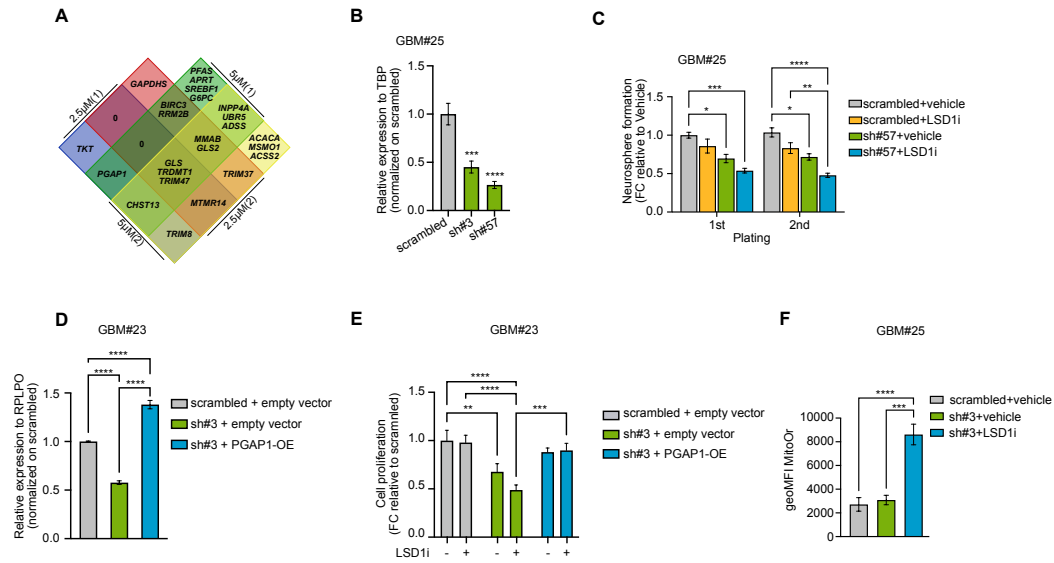 A
2.5µM(1)
5µM(1)
GAPDHS
PFAS
APRT
SREBF1
G6PC
0
BIRC3
RRM2B
INPP4A
UBR5
ADSS
TKT
0
MMAB
GLS2
ACACA
MSMO1
ACSS2
PGAP1
GLS
TRDMT1
TRIM47
TRIM37
CHST13
MTMR14
TRIM8
5µM(2)
2.5µM(2)
B
GBM#25
Relative expression to TBP
(normalized on scrambled)
1.5
1.0
0.5
0.0
***
****
scrambled
sh#3
sh#57
C
GBM#25
Neurosphere formation
(FC relative to Vehicle)
1.5
1.0
0.5
0.0
***
*
****
**
*
1st
2nd
Plating
scrambled+vehicle
scrambled+LSD1i
sh#57+vehicle
sh#57+LSD1i
D
GBM#23
Relative expression to RPLPO
(normalized on scrambled)
1.5
1.0
0.5
0.0
****
****
****
scrambled + empty vector
sh#3 + empty vector
sh#3 + PGAP1-OE
E
GBM#23
Cell proliferation
(FC relative to scramnled)
1.5
1.0
0.5
0.0
****
****
**
***
LSD1i
-
+
-
+
-
+
scrambled + empty vector
sh#3 + empty vector
sh#3 + PGAP1-OE
F
GBM#25
geoMFI MitoOr
10000
8000
6000
4000
2000
0
****
***
scrambled+vehicle
sh#3+vehicle
sh#3+LSD1i